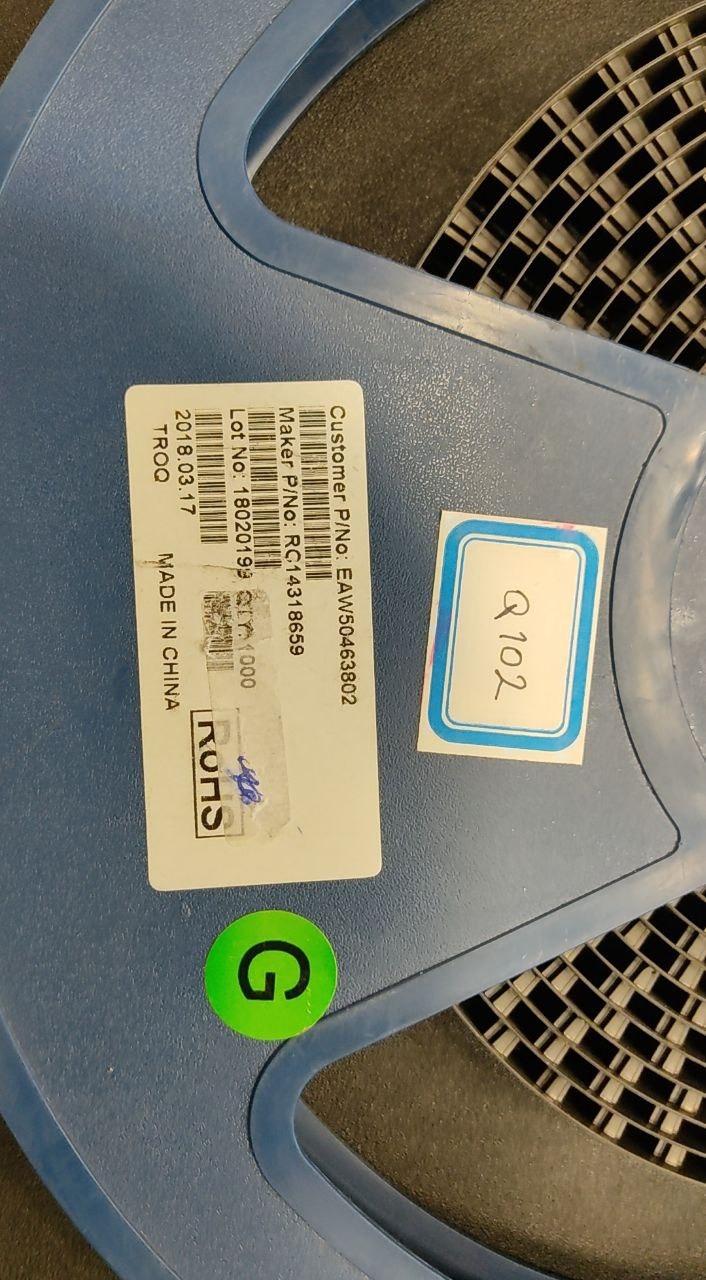 Customer P/No: EAW50463802
Maker P/No: RC14318659
Lot No: 18020199 QTY: 1000
2018.03.17
TROQ MADE IN CHINA
RoHS
Q102
G